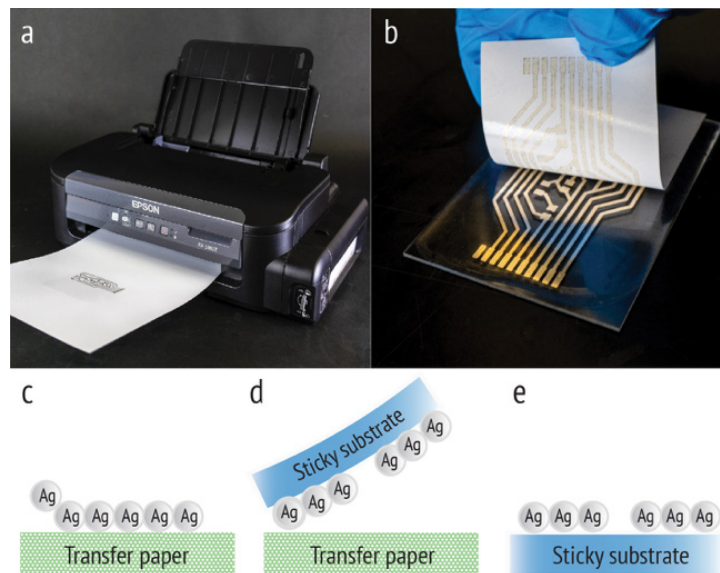 a
b
EPSON
c
d
e
Sticky substrate
Ag Ag Ag
Ag Ag Ag
Ag
Ag Ag Ag Ag Ag
Ag Ag Ag Ag Ag Ag
Transfer paper
Transfer paper
Sticky substrate